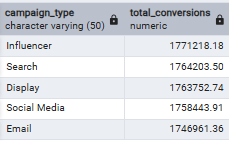 campaign_type total_conversions
character varying (50) numeric
Influencer 1771218.18
Search 1764203.50
Display 1763752.74
Social Media 1758443.91
Email 1746961.36